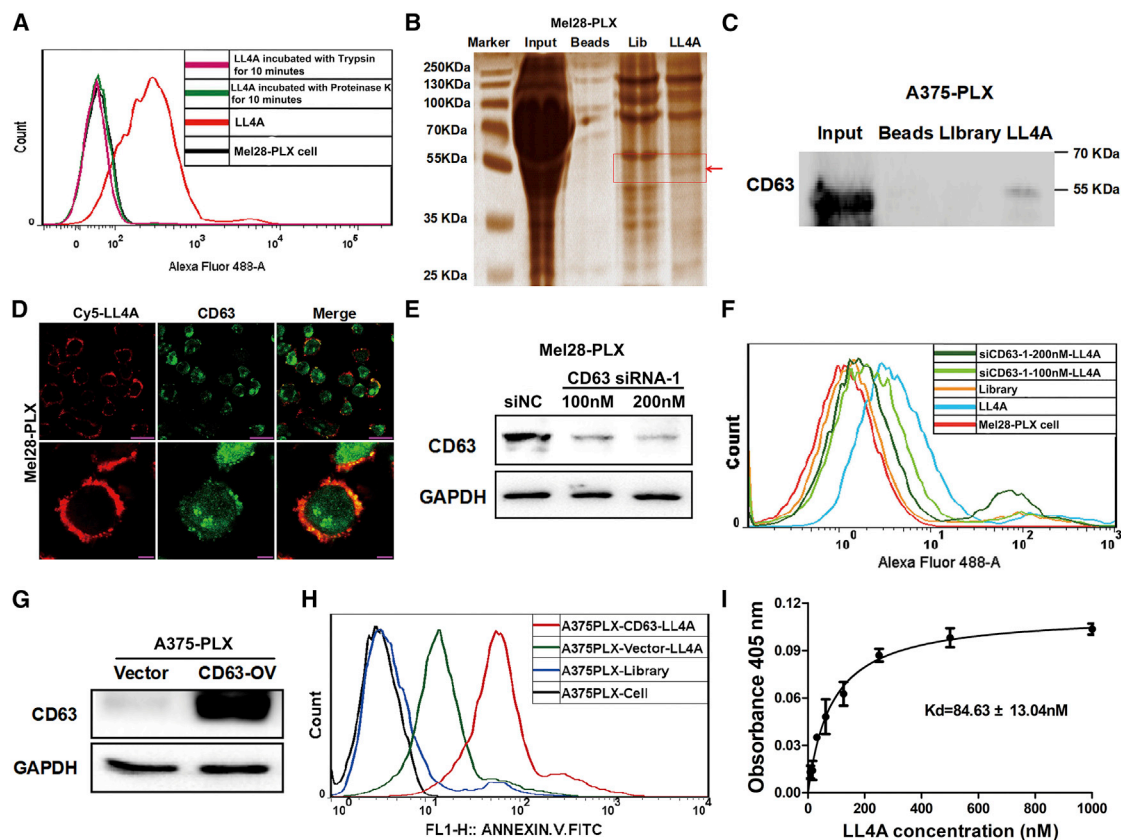 A
LL4A incubated with Trypsin
for 10 minutes
LL4A incubated with Proteinase K
for 10 minutes
LL4A
Mel28-PLX cell
Count
0
0 10² 10³ 10⁴ 10⁵
Alexa Fluor 488-A
B
Mel28-PLX
Marker Input Beads Lib LL4A
250KDa
130KDa
100KDa
70KDa
55KDa
35 KDa
25 KDa
C
A375-PLX
Input Beads Library LL4A
70 KDa
CD63
55 KDa
D
Cy5-LL4A CD63 Merge
Mel28-PLX
E
Mel28-PLX
CD63 siRNA-1
siNC 100nM 200nM
CD63
GAPDH
F
siCD63-1-200nM-LL4A
siCD63-1-100nM-LL4A
Library
LL4A
Mel28-PLX cell
Count
0
10⁰ 10¹ 10² 10³
Alexa Fluor 488-A
G
A375-PLX
Vector CD63-OV
CD63
GAPDH
H
A375PLX-CD63-LL4A
A375PLX-Vector-LL4A
A375PLX-Library
A375PLX-Cell
Count
10⁰ 10¹ 10² 10³ 10⁴
FL1-H:: ANNEXIN.V.FITC
I
Absorbance 405 nm
0.12
0.09
0.06
0.03
0.00
Kd=84.63 ± 13.04nM
0 200 400 600 800 1000
LL4A concentration (nM)